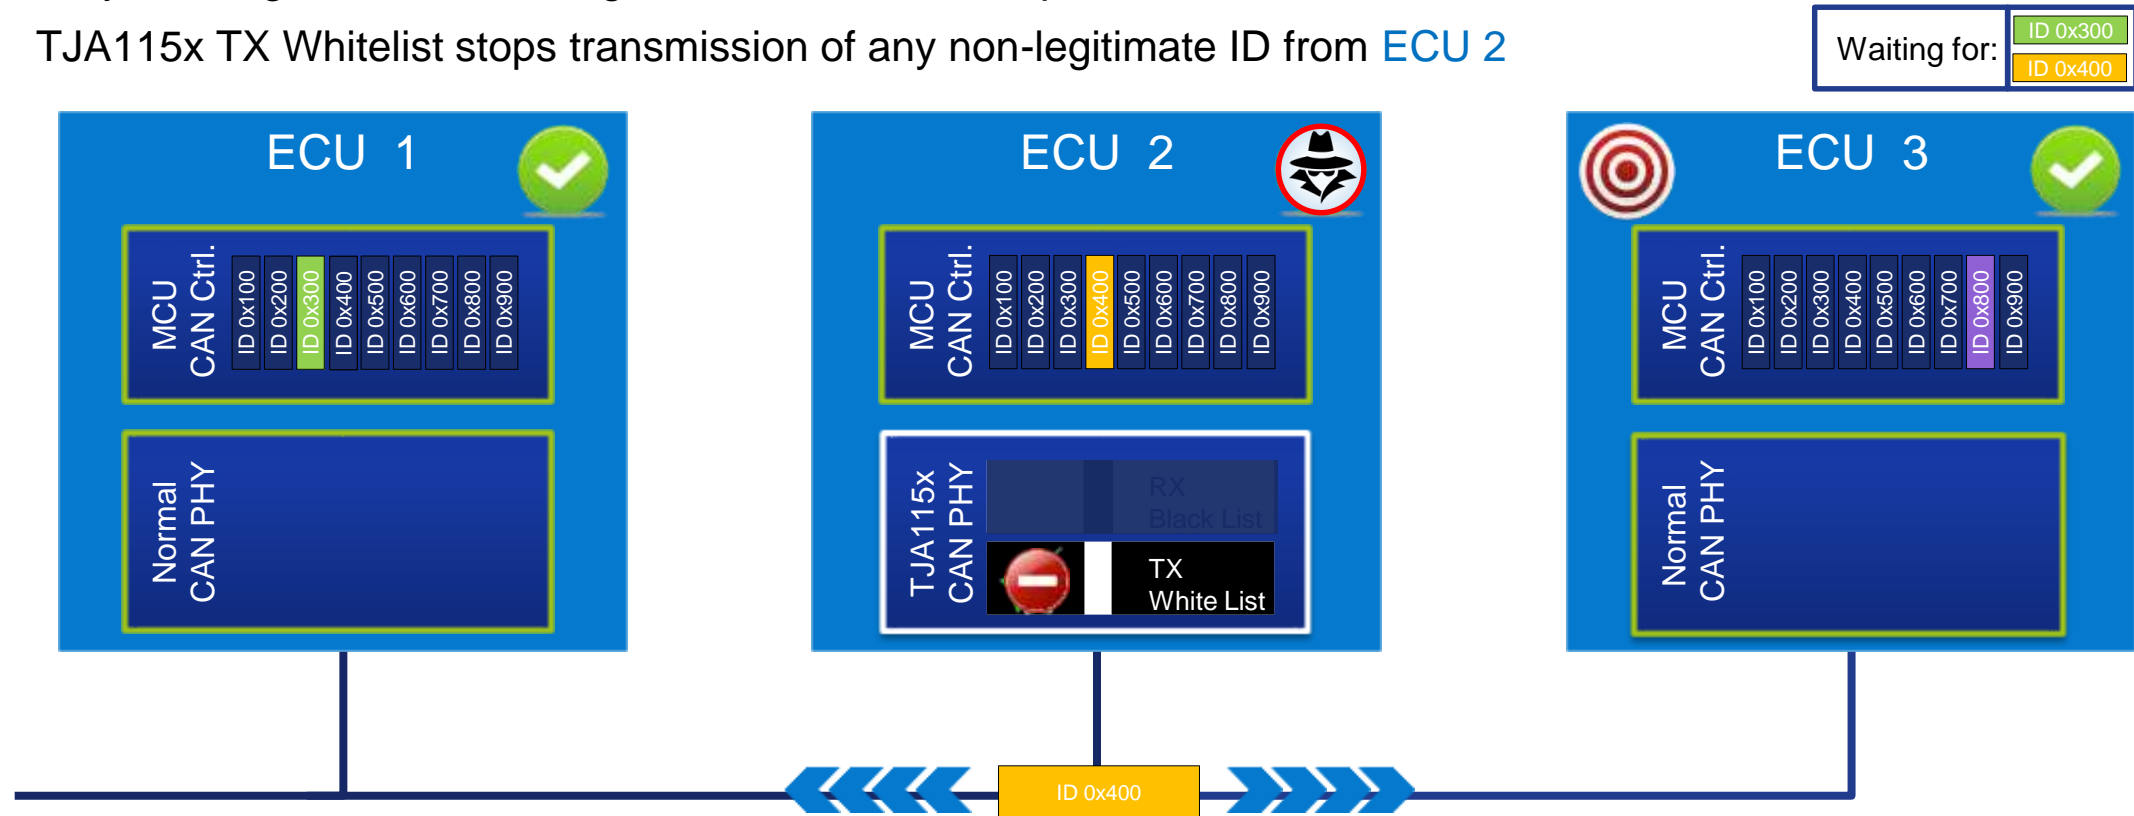 TJA115x TX Whitelist stops transmission of any non-legitimate ID from ECU 2
Waiting for:
ID 0x300
ID 0x400
ECU 1
MCU
CAN Ctrl.
ID 0x100
ID 0x200
ID 0x300
ID 0x400
ID 0x500
ID 0x600
ID 0x700
ID 0x800
ID 0x900
Normal
CAN PHY
ECU 2
MCU
CAN Ctrl.
ID 0x100
ID 0x200
ID 0x300
ID 0x400
ID 0x500
ID 0x600
ID 0x700
ID 0x800
ID 0x900
TJA115x
CAN PHY
RX
Black List
TX
White List
ECU 3
MCU
CAN Ctrl.
ID 0x100
ID 0x200
ID 0x300
ID 0x400
ID 0x500
ID 0x600
ID 0x700
ID 0x800
ID 0x900
Normal
CAN PHY
ID 0x400